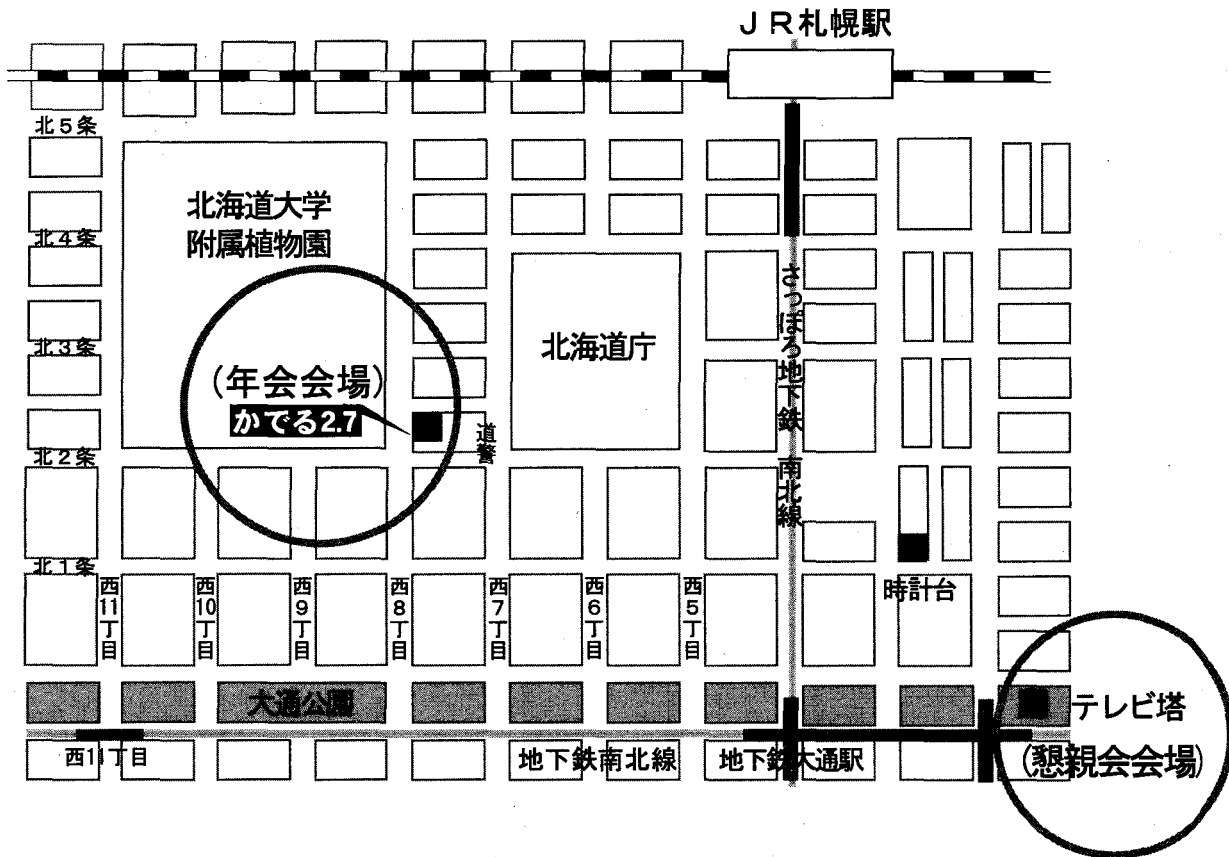 ＪＲ札幌駅
北５条
北海道大学
附属植物園
北４条
さっぽろ地下鉄 南北線
北海道庁
北３条
(年会会場)
かでる2.7
道警
北２条
北１条
時計台
西11丁目
西10丁目
西9丁目
西8丁目
西7丁目
西6丁目
西5丁目
大通公園
テレビ塔
西11丁目
地下鉄南北線
地下鉄大通駅
(懇親会会場)